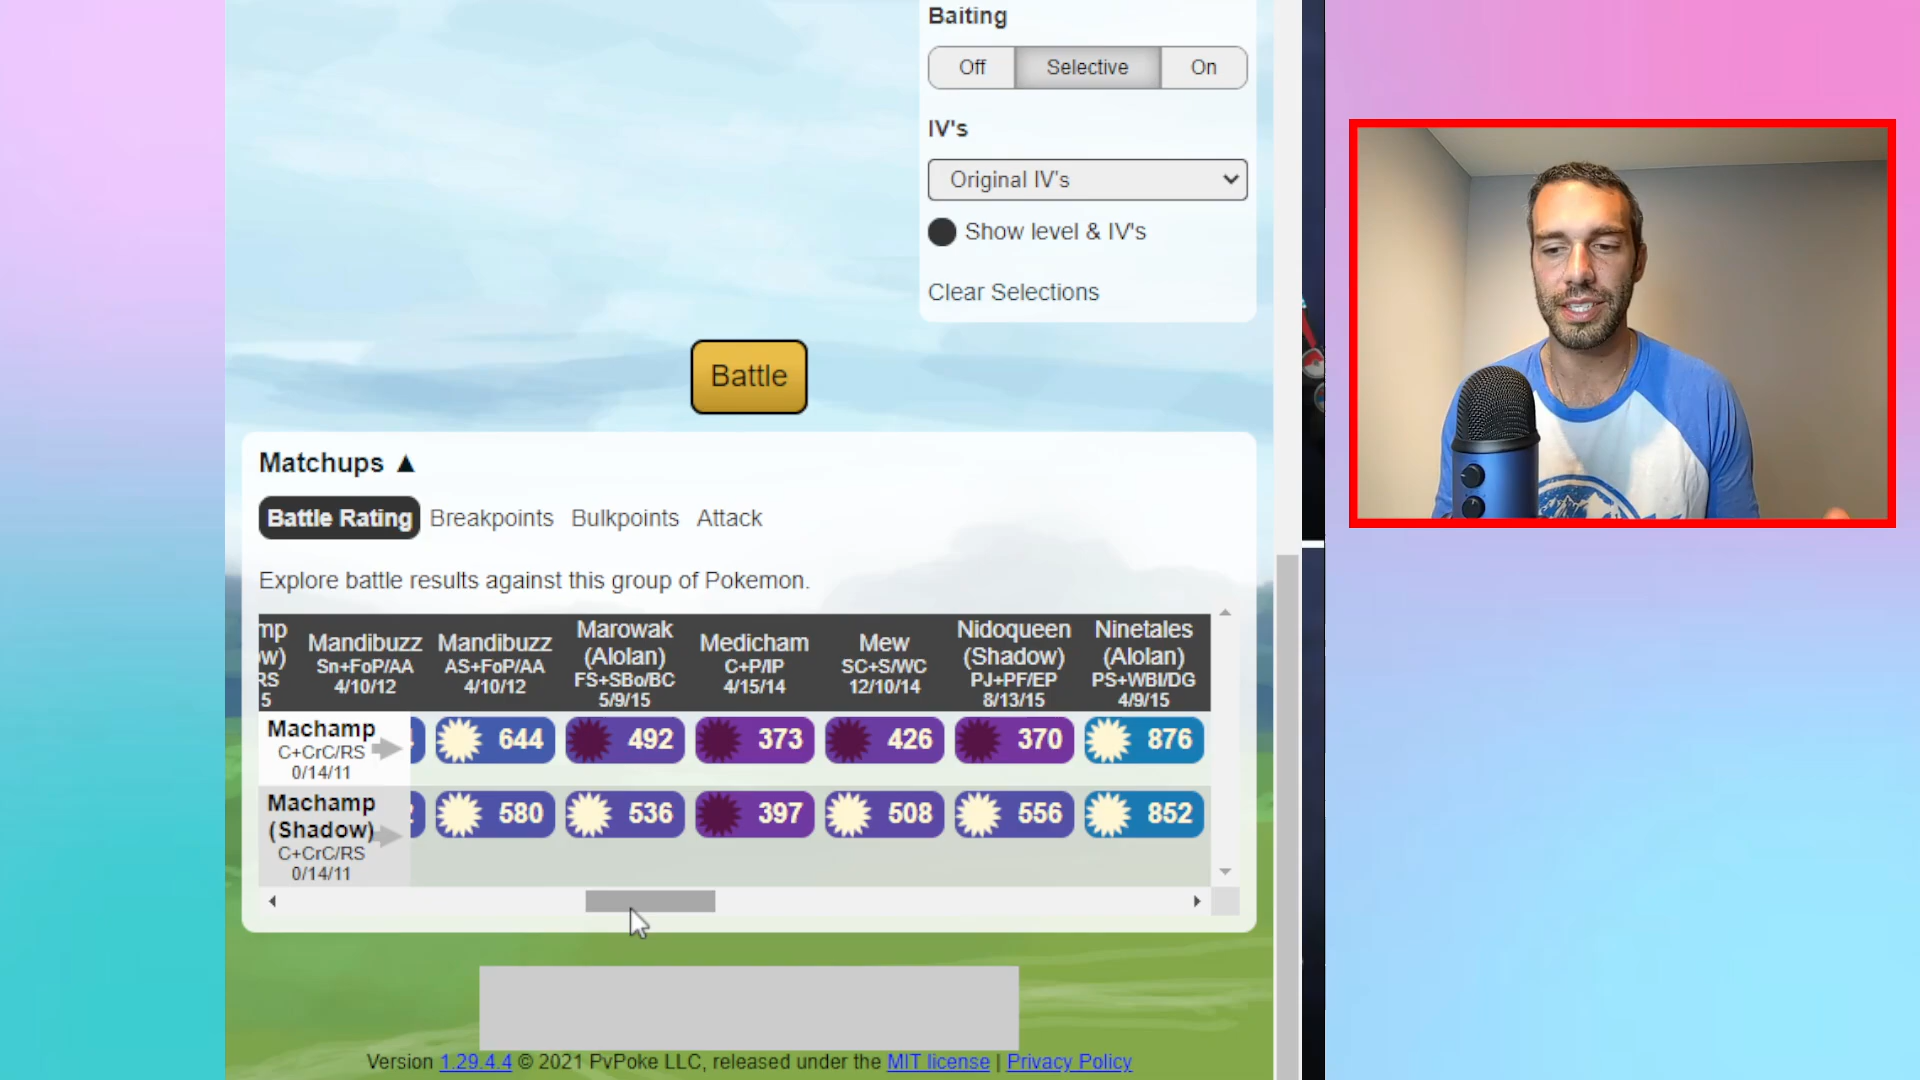 Baiting
Off Selective On
IV's
Original IV's
Show level & IV's
Clear Selections
Battle
Matchups ▲
Battle Rating Breakpoints Bulkpoints Attack
Explore battle results against this group of Pokemon.
Mandibuzz
Sn+FoP/AA
4/10/12
Mandibuzz
AS+FoP/AA
4/10/12
Marowak
(Alolan)
FS+SBo/BC
5/9/15
Medicham
C+P/IP
4/15/14
Mew
SC+S/WC
12/10/14
Nidoqueen
(Shadow)
PJ+PF/EP
8/13/15
Ninetales
(Alolan)
PS+WBl/DG
4/9/15
Machamp
C+CrC/RS
0/14/11
644 492 373 426 370 876
Machamp
(Shadow)
C+CrC/RS
0/14/11
580 536 397 508 556 852
Version 1.29.4.4 © 2021 PvPoke LLC, released under the MIT license | Privacy Policy